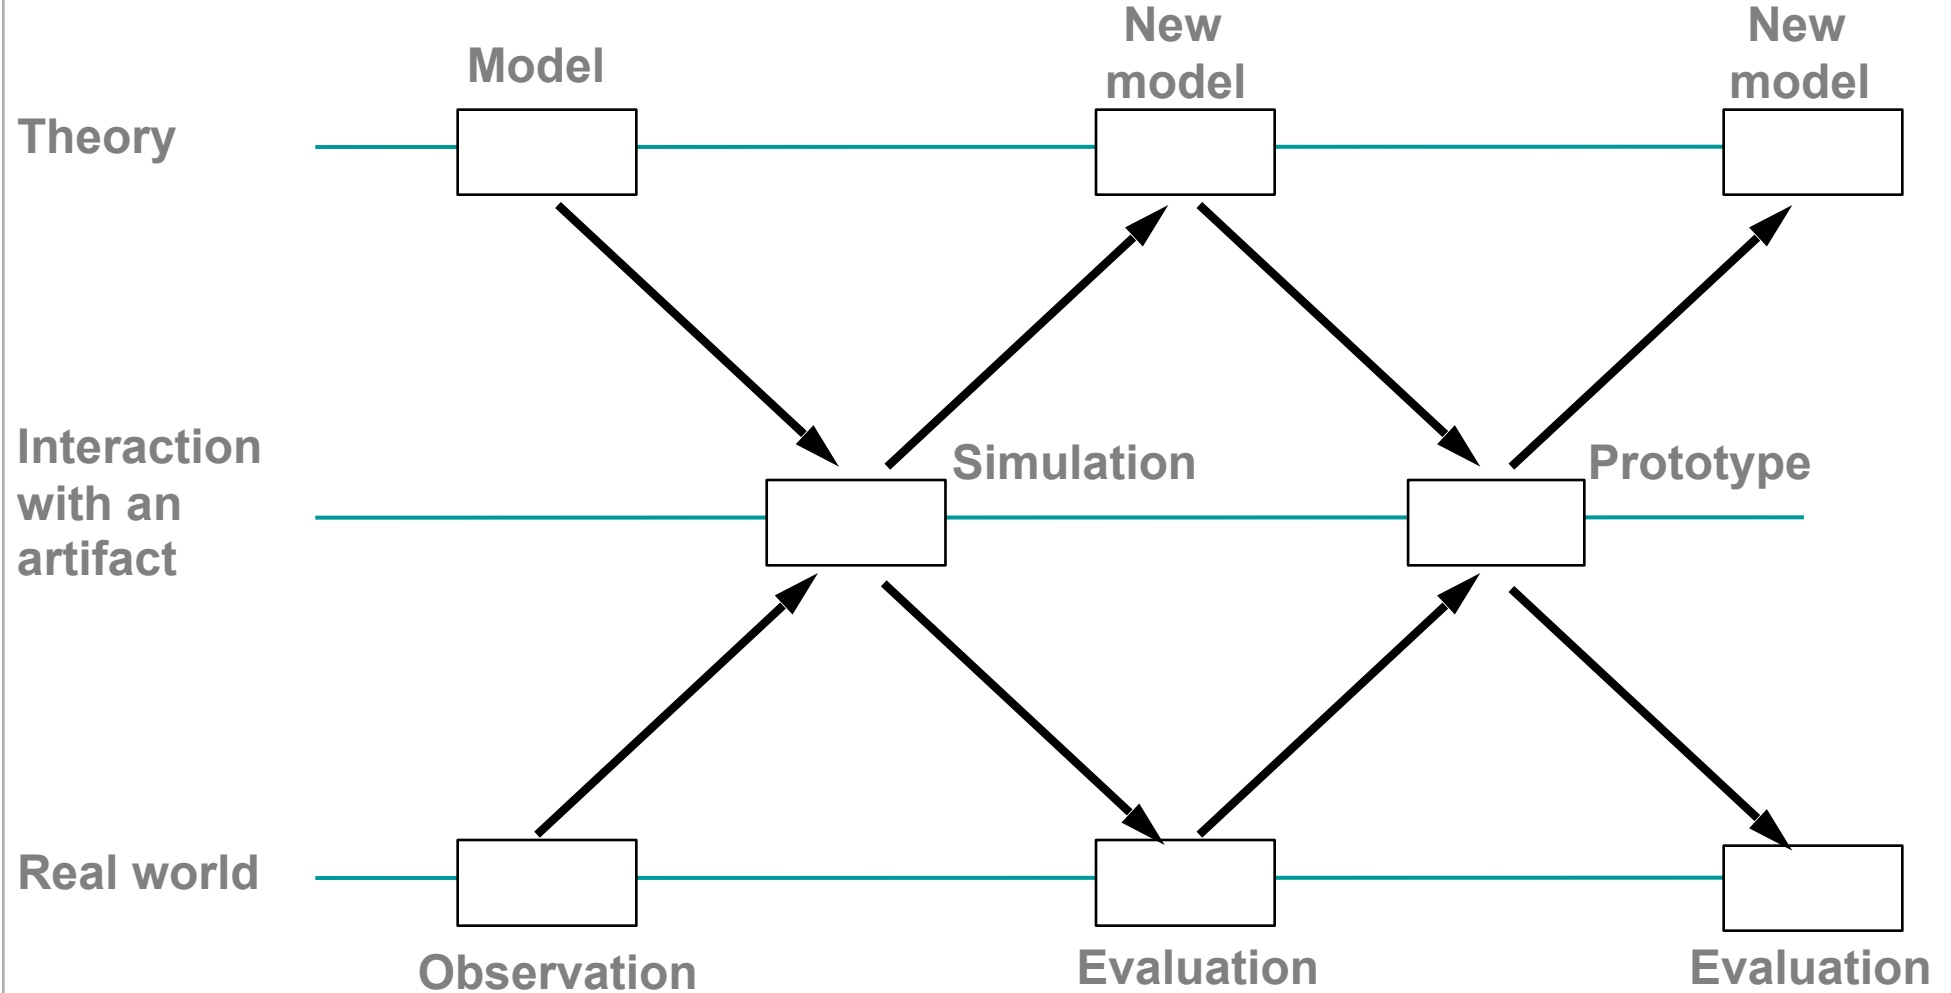 New
model
New
model
Model
Theory
Interaction
with an
artifact
Simulation
Prototype
Real world
Observation
Evaluation
Evaluation